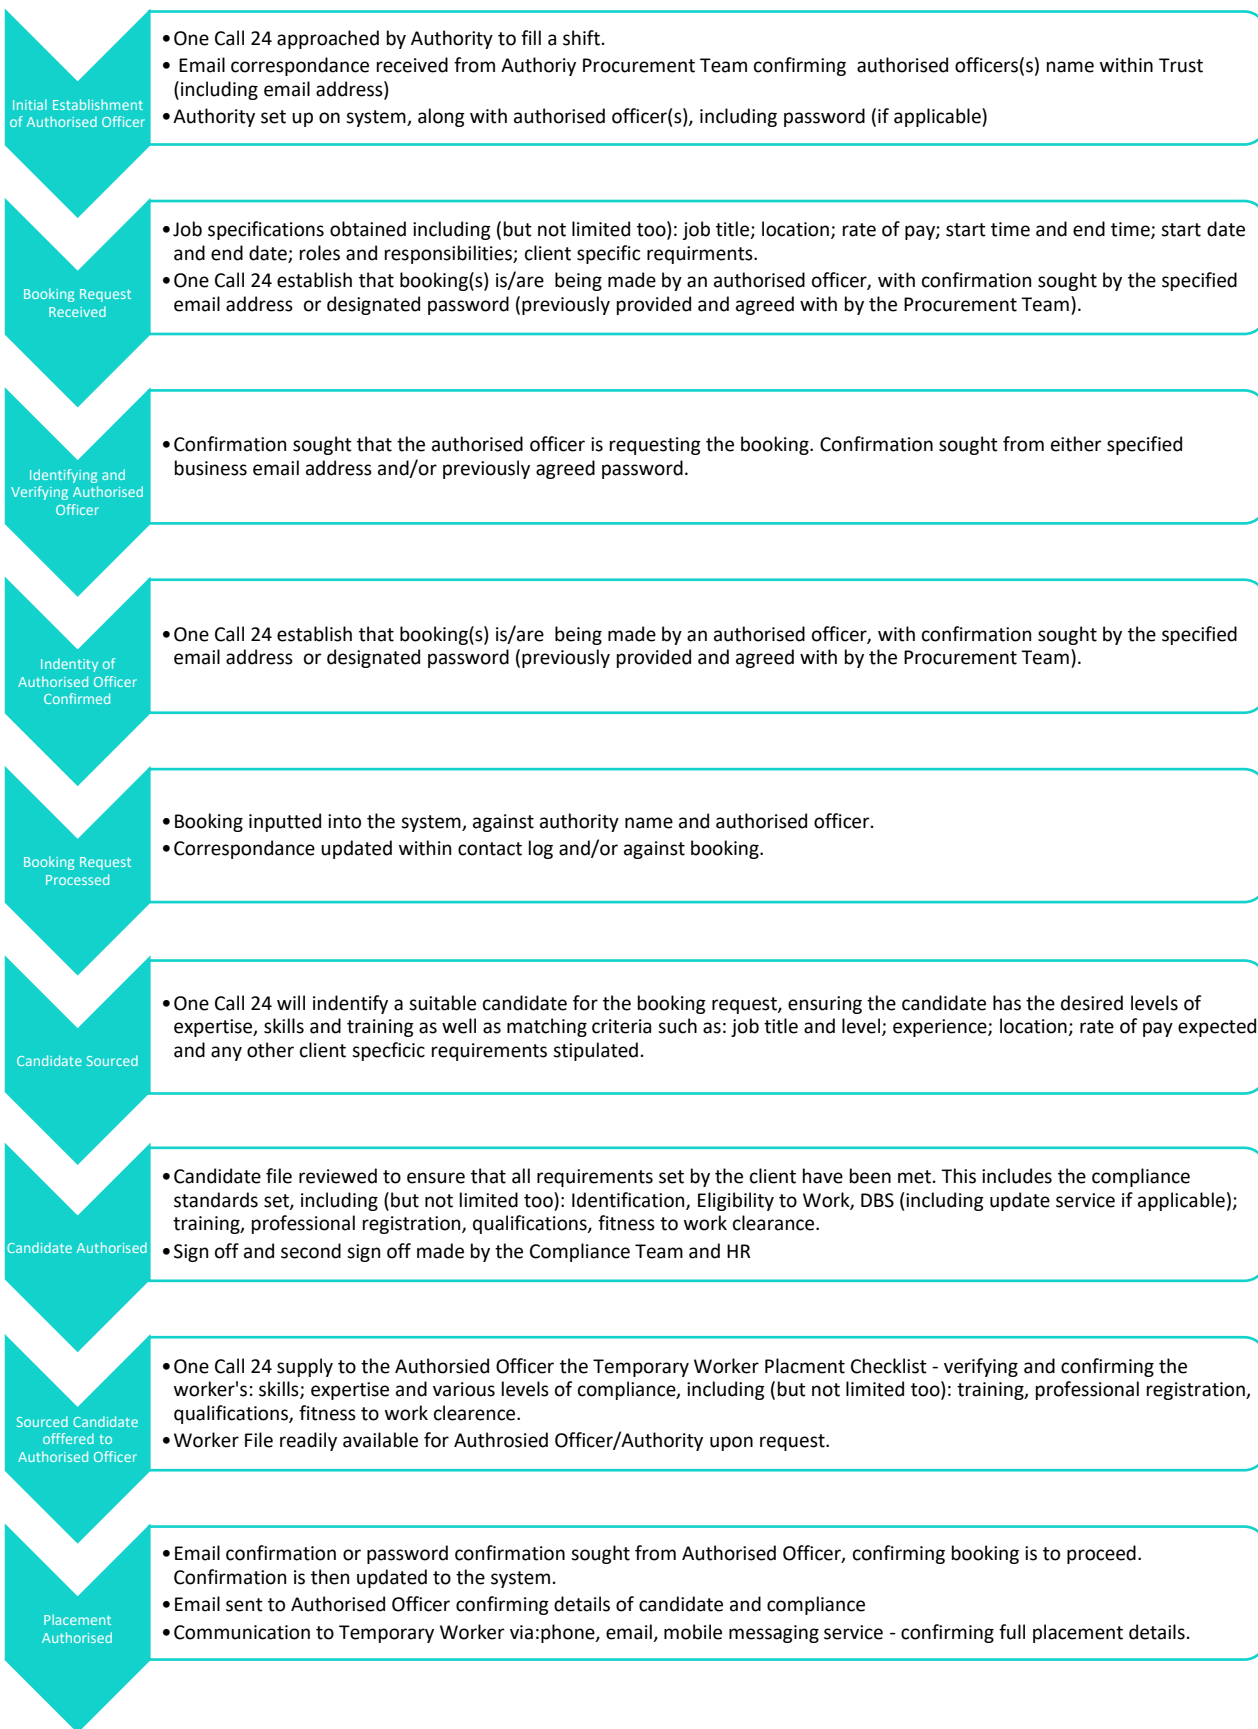 Initial Establishment
of Authorised Officer
•One Call 24 approached by Authority to fill a shift.
• Email correspondance received from Authoriy Procurement Team confirming authorised officers(s) name within Trust
(including email address)
•Authority set up on system, along with authorised officer(s), including password (if applicable)
Booking Request
Received
•Job specifications obtained including (but not limited too): job title; location; rate of pay; start time and end time; start date
and end date; roles and responsibilities; client specific requirments.
•One Call 24 establish that booking(s) is/are being made by an authorised officer, with confirmation sought by the specified
email address or designated password (previously provided and agreed with by the Procurement Team).
Identifying and
Verifying Authorised
Officer
•Confirmation sought that the authorised officer is requesting the booking. Confirmation sought from either specified
business email address and/or previously agreed password.
Indentity of
Authorised Officer
Confirmed
•One Call 24 establish that booking(s) is/are being made by an authorised officer, with confirmation sought by the specified
email address or designated password (previously provided and agreed with by the Procurement Team).
Booking Request
Processed
•Booking inputted into the system, against authority name and authorised officer.
•Correspondance updated within contact log and/or against booking.
Candidate Sourced
•One Call 24 will indentify a suitable candidate for the booking request, ensuring the candidate has the desired levels of
expertise, skills and training as well as matching criteria such as: job title and level; experience; location; rate of pay expected
and any other client specficic requirements stipulated.
Candidate Authorised
•Candidate file reviewed to ensure that all requirements set by the client have been met. This includes the compliance
standards set, including (but not limited too): Identification, Eligibility to Work, DBS (including update service if applicable);
training, professional registration, qualifications, fitness to work clearance.
•Sign off and second sign off made by the Compliance Team and HR
Sourced Candidate
offfered to
Authorised Officer
•One Call 24 supply to the Authorsied Officer the Temporary Worker Placment Checklist - verifying and confirming the
worker's: skills; expertise and various levels of compliance, including (but not limited too): training, professional registration,
qualifications, fitness to work clearence.
•Worker File readily available for Authrosied Officer/Authority upon request.
Placement
Authorised
•Email confirmation or password confirmation sought from Authorised Officer, confirming booking is to proceed.
Confirmation is then updated to the system.
•Email sent to Authorised Officer confirming details of candidate and compliance
•Communication to Temporary Worker via:phone, email, mobile messaging service - confirming full placement details.